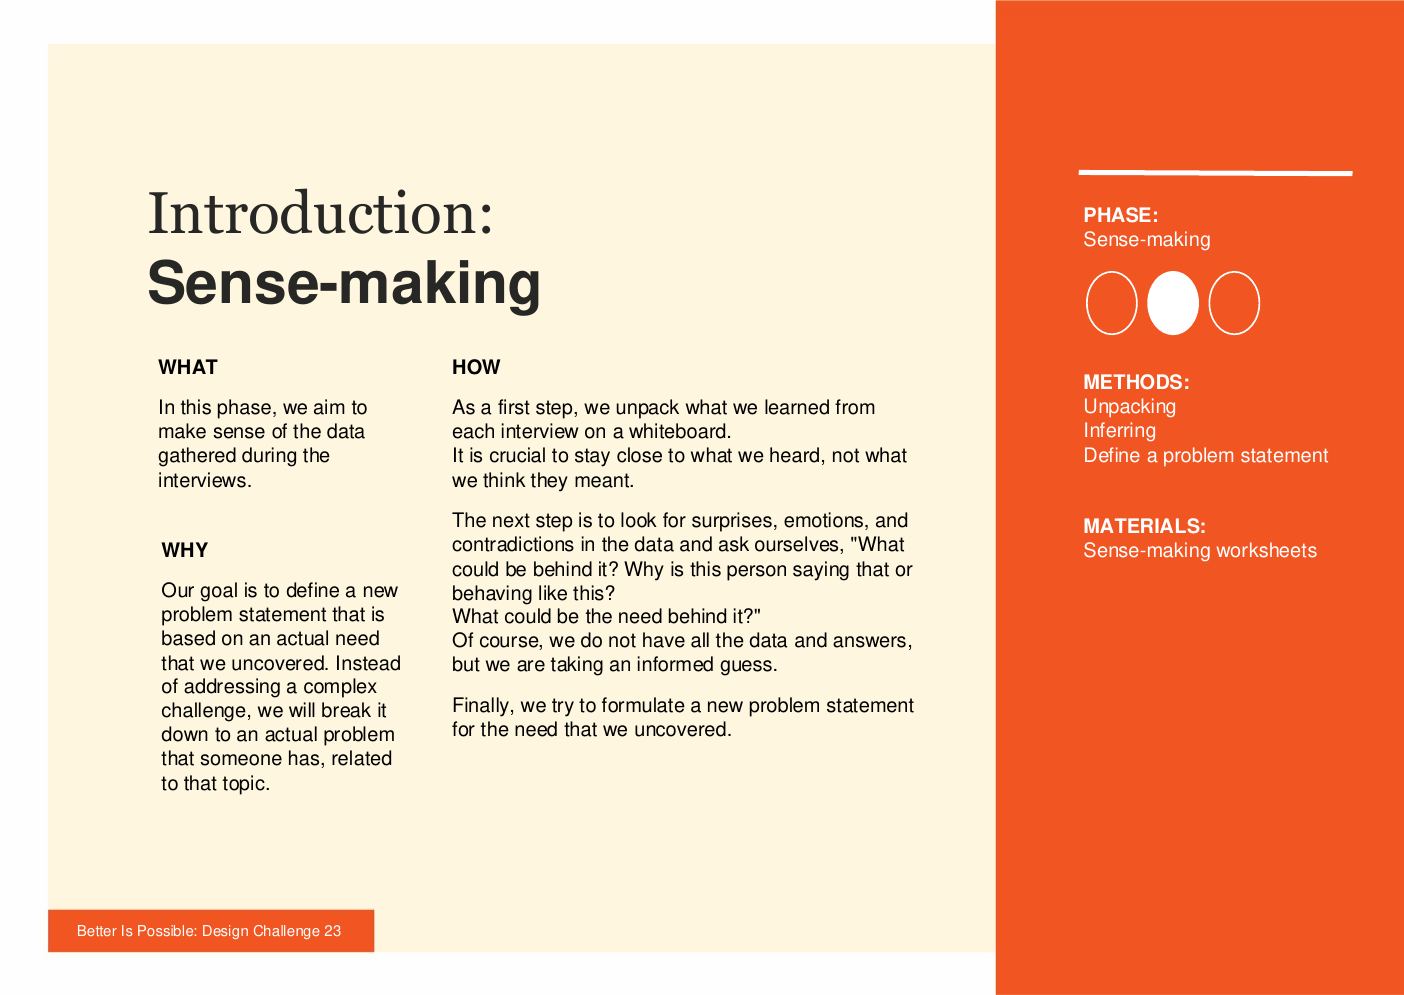 Introduction:
Sense-making
WHAT
In this phase, we aim to
make sense of the data
gathered during the
interviews.
WHY
Our goal is to define a new
problem statement that is
based on an actual need
that we uncovered. Instead
of addressing a complex
challenge, we will break it
down to an actual problem
that someone has, related
to that topic.
HOW
As a first step, we unpack what we learned from
each interview on a whiteboard.
It is crucial to stay close to what we heard, not what
we think they meant.
The next step is to look for surprises, emotions, and
contradictions in the data and ask ourselves, "What
could be behind it? Why is this person saying that or
behaving like this?
What could be the need behind it?"
Of course, we do not have all the data and answers,
but we are taking an informed guess.
Finally, we try to formulate a new problem statement
for the need that we uncovered.
PHASE:
Sense-making
METHODS:
Unpacking
Inferring
Define a problem statement
MATERIALS:
Sense-making worksheets
Better Is Possible: Design Challenge 23